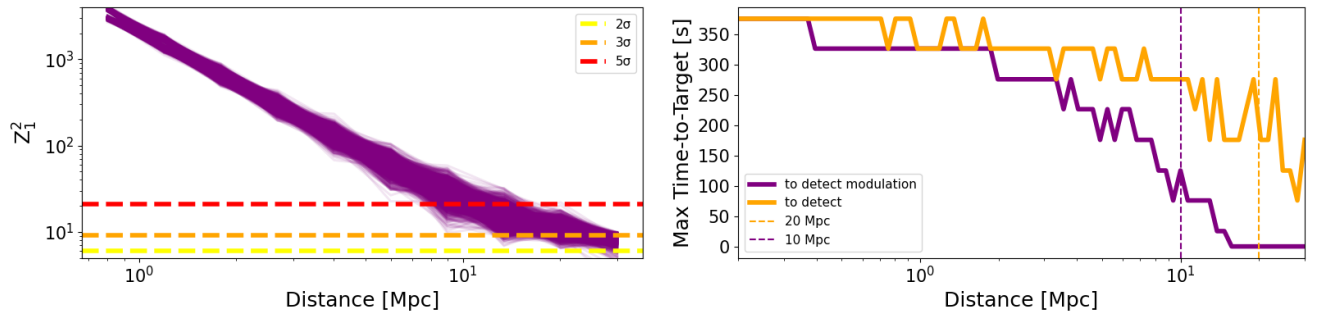 10³
10²
10¹
Z₁²
10⁰
10¹
Distance [Mpc]
2σ
3σ
5σ
350
300
250
200
150
100
50
0
Max Time-to-Target [s]
to detect modulation
to detect
20 Mpc
10 Mpc
10⁰
10¹
Distance [Mpc]